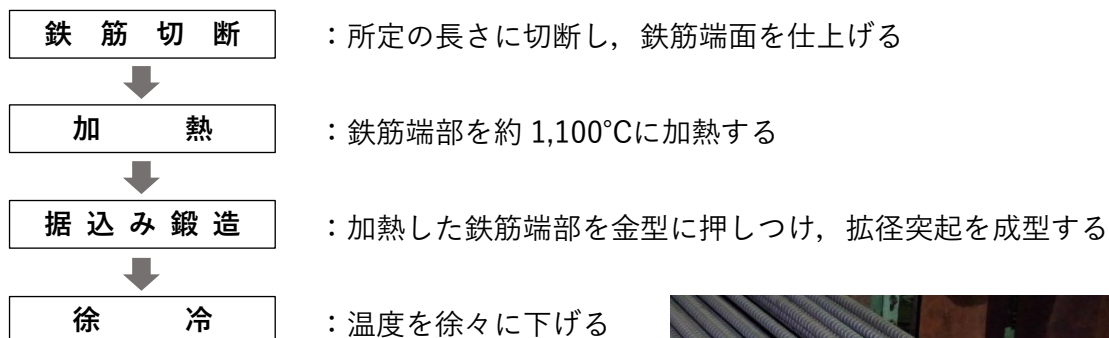 鉄筋切断 :所定の長さに切断し,鉄筋端面を仕上げる
加熱 :鉄筋端部を約 1,100°Cに加熱する
据込み鍛造 :加熱した鉄筋端部を金型に押しつけ,拡径突起を成型する
徐冷 :温度を徐々に下げる